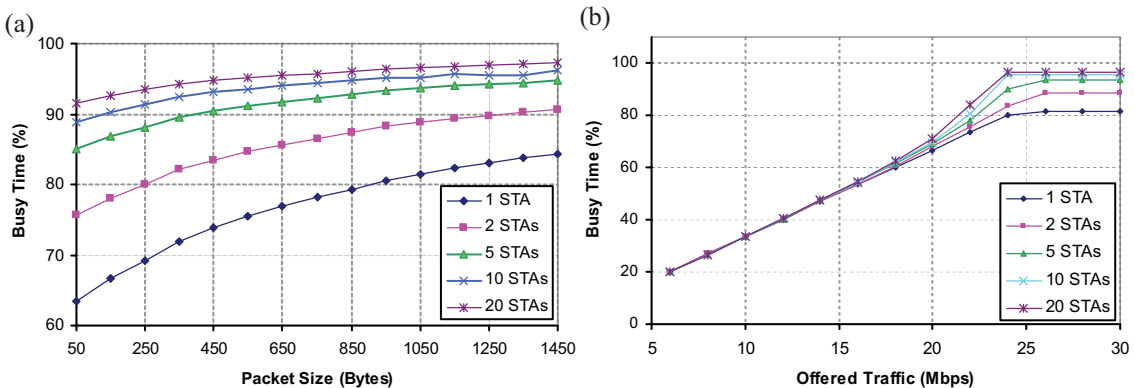 (a)
100
90
80
70
60
Busy Time (%)
50 250 450 650 850 1050 1250 1450
Packet Size (Bytes)
1 STA
2 STAs
5 STAs
10 STAs
20 STAs
(b)
100
80
60
40
20
0
Busy Time (%)
5 10 15 20 25 30
Offered Traffic (Mbps)
1 STA
2 STAs
5 STAs
10 STAs
20 STAs